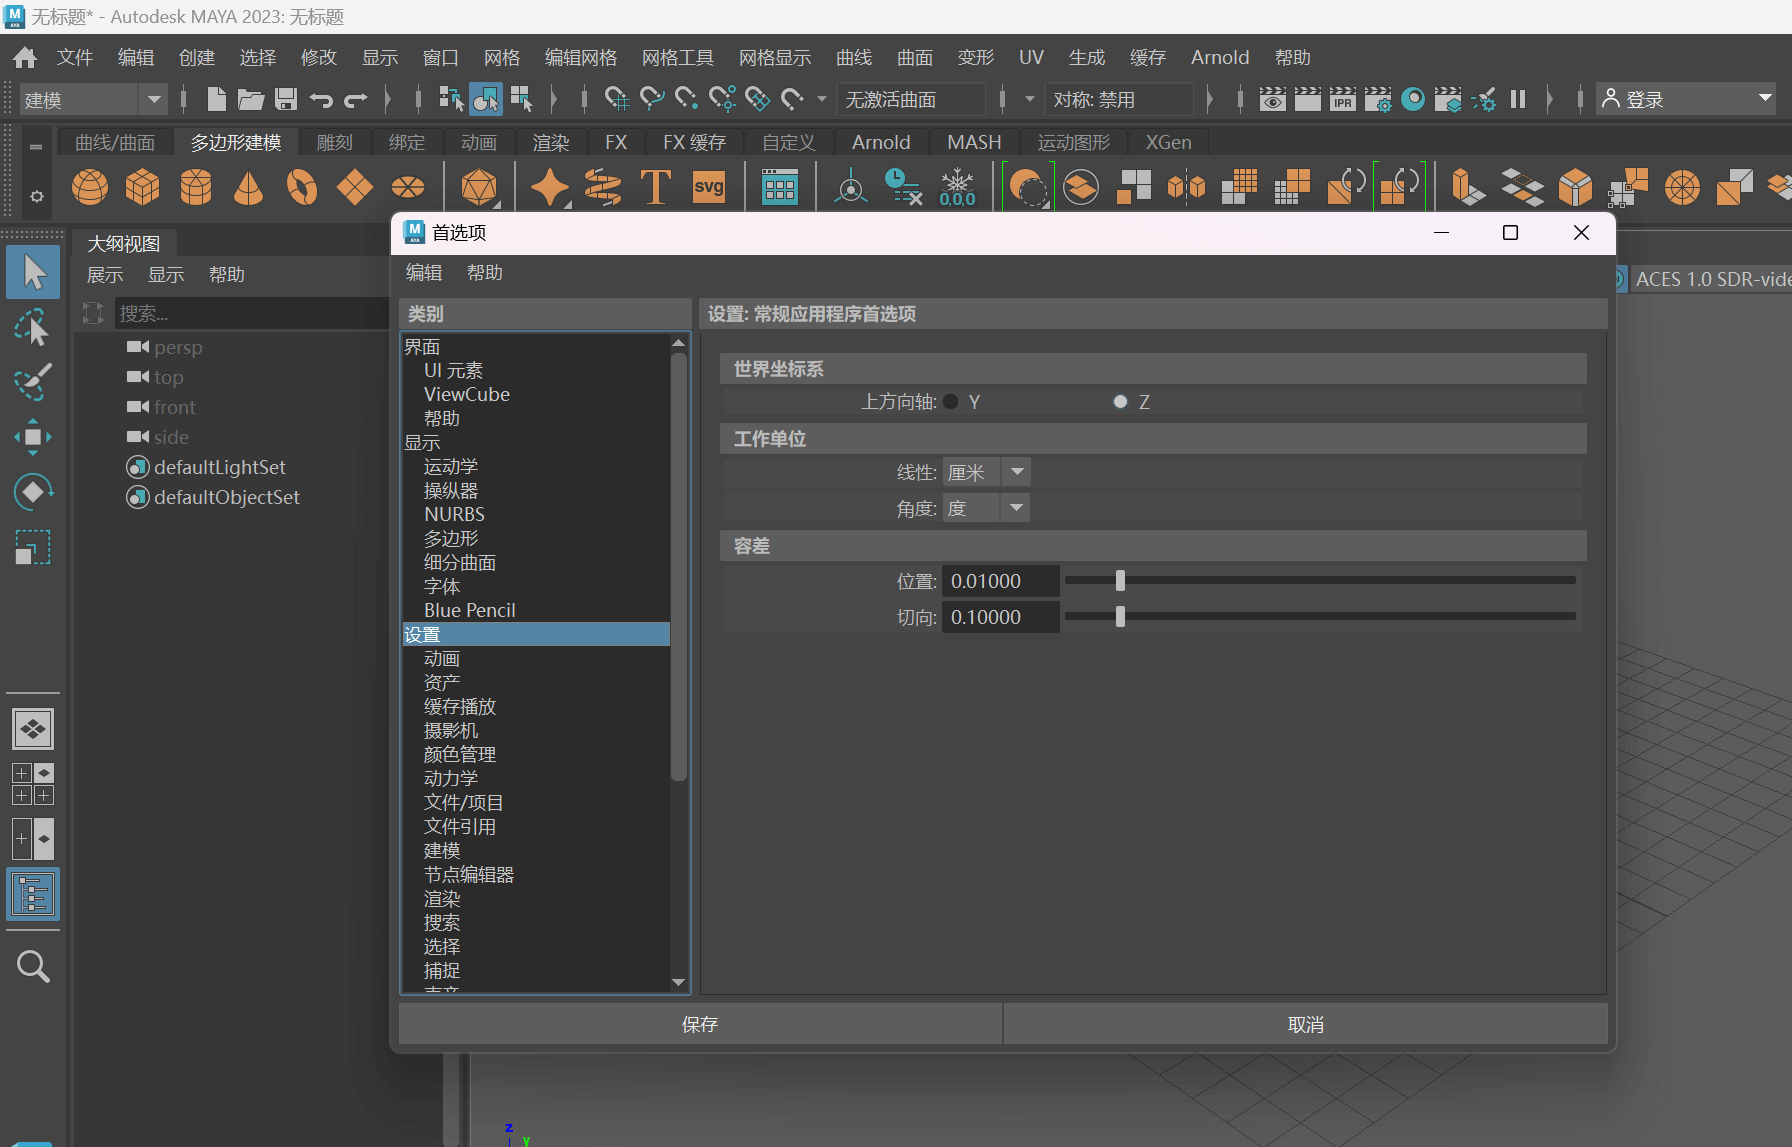 无标题* - Autodesk MAYA 2023: 无标题
文件 编辑 创建 选择 修改 显示 窗口 网格 编辑网格 网格工具 网格显示 曲线 曲面 变形 UV 生成 缓存 Arnold 帮助
建模 无激活曲面 对称: 禁用 IPR 登录
曲线/曲面 多边形建模 雕刻 绑定 动画 渲染 FX FX 缓存 自定义 Arnold MASH 运动图形 XGen
T svg 0,0,0
大纲视图
展示 显示 帮助
搜索...
persp
top
front
side
defaultLightSet
defaultObjectSet
首选项
编辑 帮助
类别
界面
UI 元素
ViewCube
帮助
显示
运动学
操纵器
NURBS
多边形
细分曲面
字体
Blue Pencil
设置
动画
资产
缓存播放
摄影机
颜色管理
动力学
文件/项目
文件引用
建模
节点编辑器
渲染
搜索
选择
捕捉
设置: 常规应用程序首选项
世界坐标系
上方向轴: Y Z
工作单位
线性: 厘米
角度: 度
容差
位置: 0.01000
切向: 0.10000
保存 取消
ACES 1.0 SDR-vide
z
y